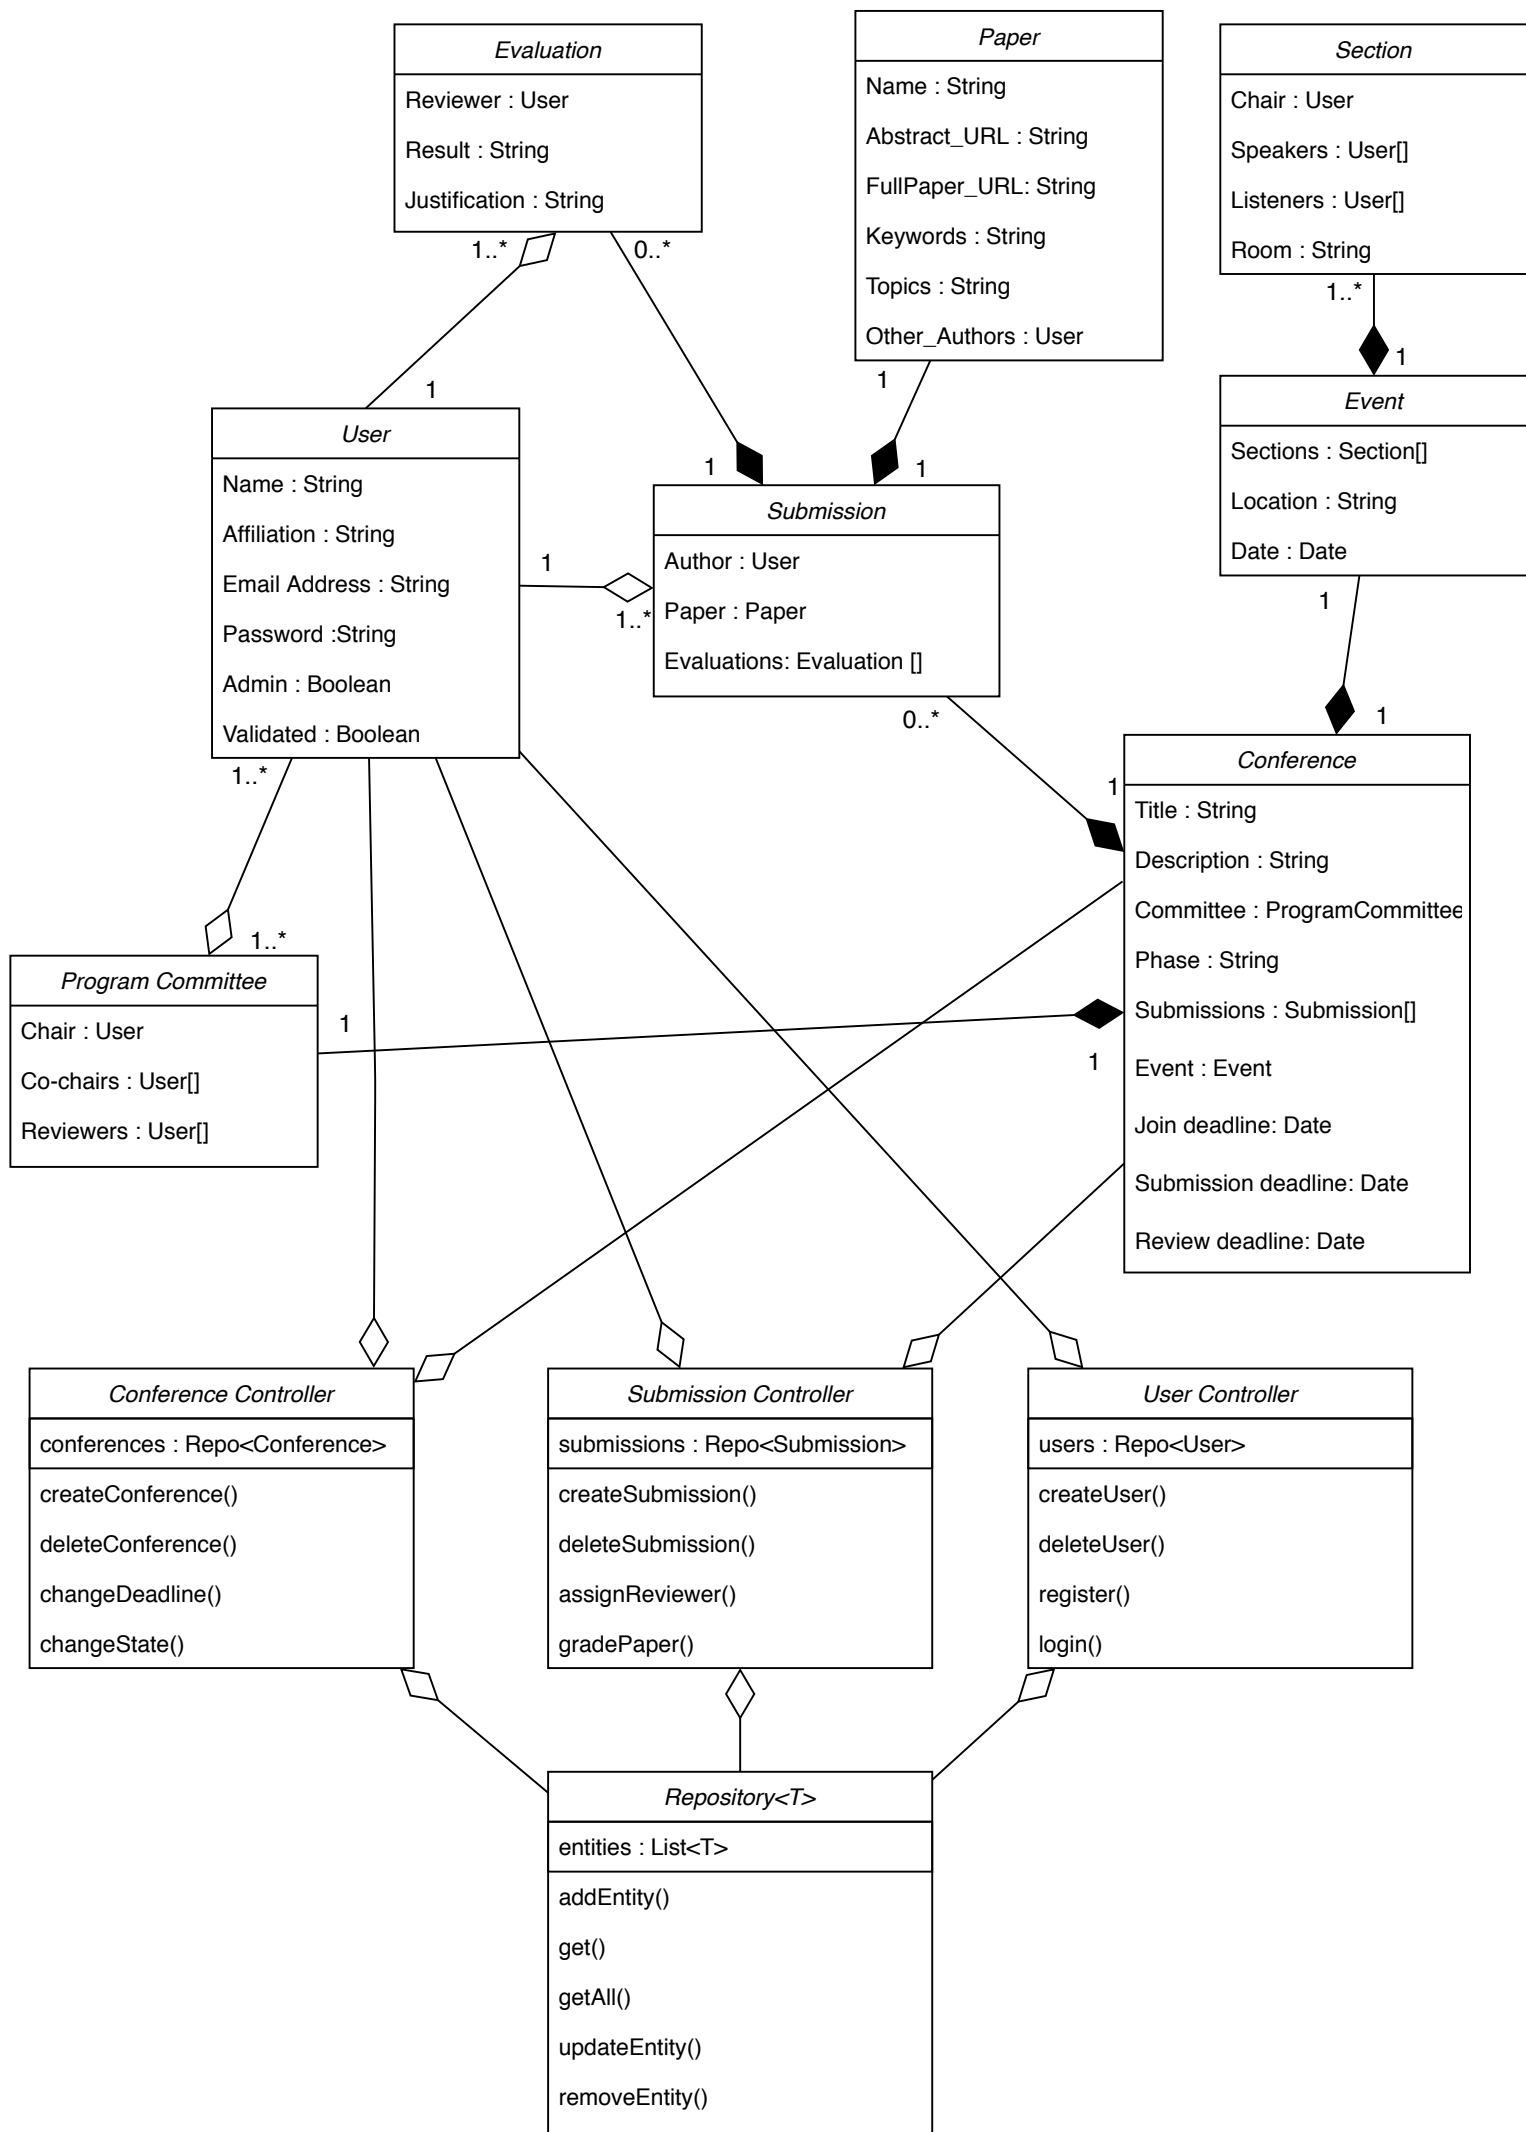 Evaluation
Reviewer : User
Result : String
Justification : String
1..*
0..*
Paper
Name : String
Abstract_URL : String
FullPaper_URL: String
Keywords : String
Topics : String
Other_Authors : User
1
Section
Chair : User
Speakers : User[]
Listeners : User[]
Room : String
1..*
1
Event
Sections : Section[]
Location : String
Date : Date
1
1
1
User
Name : String
Affiliation : String
Email Address : String
Password :String
Admin : Boolean
Validated : Boolean
1..*
1
1..*
1
1
Submission
Author : User
Paper : Paper
Evaluations: Evaluation []
0..*
1
Conference
Title : String
Description : String
Committee : ProgramCommittee
Phase : String
Submissions : Submission[]
Event : Event
Join deadline: Date
Submission deadline: Date
Review deadline: Date
1..*
Program Committee
Chair : User
Co-chairs : User[]
Reviewers : User[]
1
1
Conference Controller
conferences : Repo<Conference>
createConference()
deleteConference()
changeDeadline()
changeState()
Submission Controller
submissions : Repo<Submission>
createSubmission()
deleteSubmission()
assignReviewer()
gradePaper()
User Controller
users : Repo<User>
createUser()
deleteUser()
register()
login()
Repository<T>
entities : List<T>
addEntity()
get()
getAll()
updateEntity()
removeEntity()